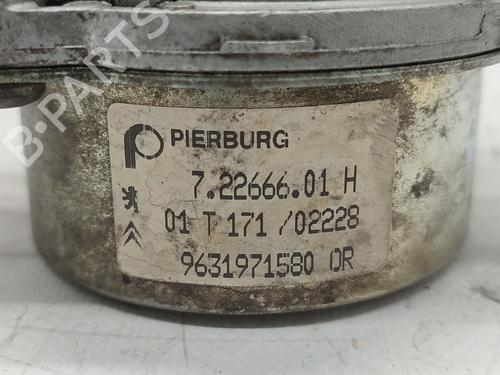 B-PARTS
PIERBURG
7.22666.01 H
01 T 171 /02228
9631971580 OR